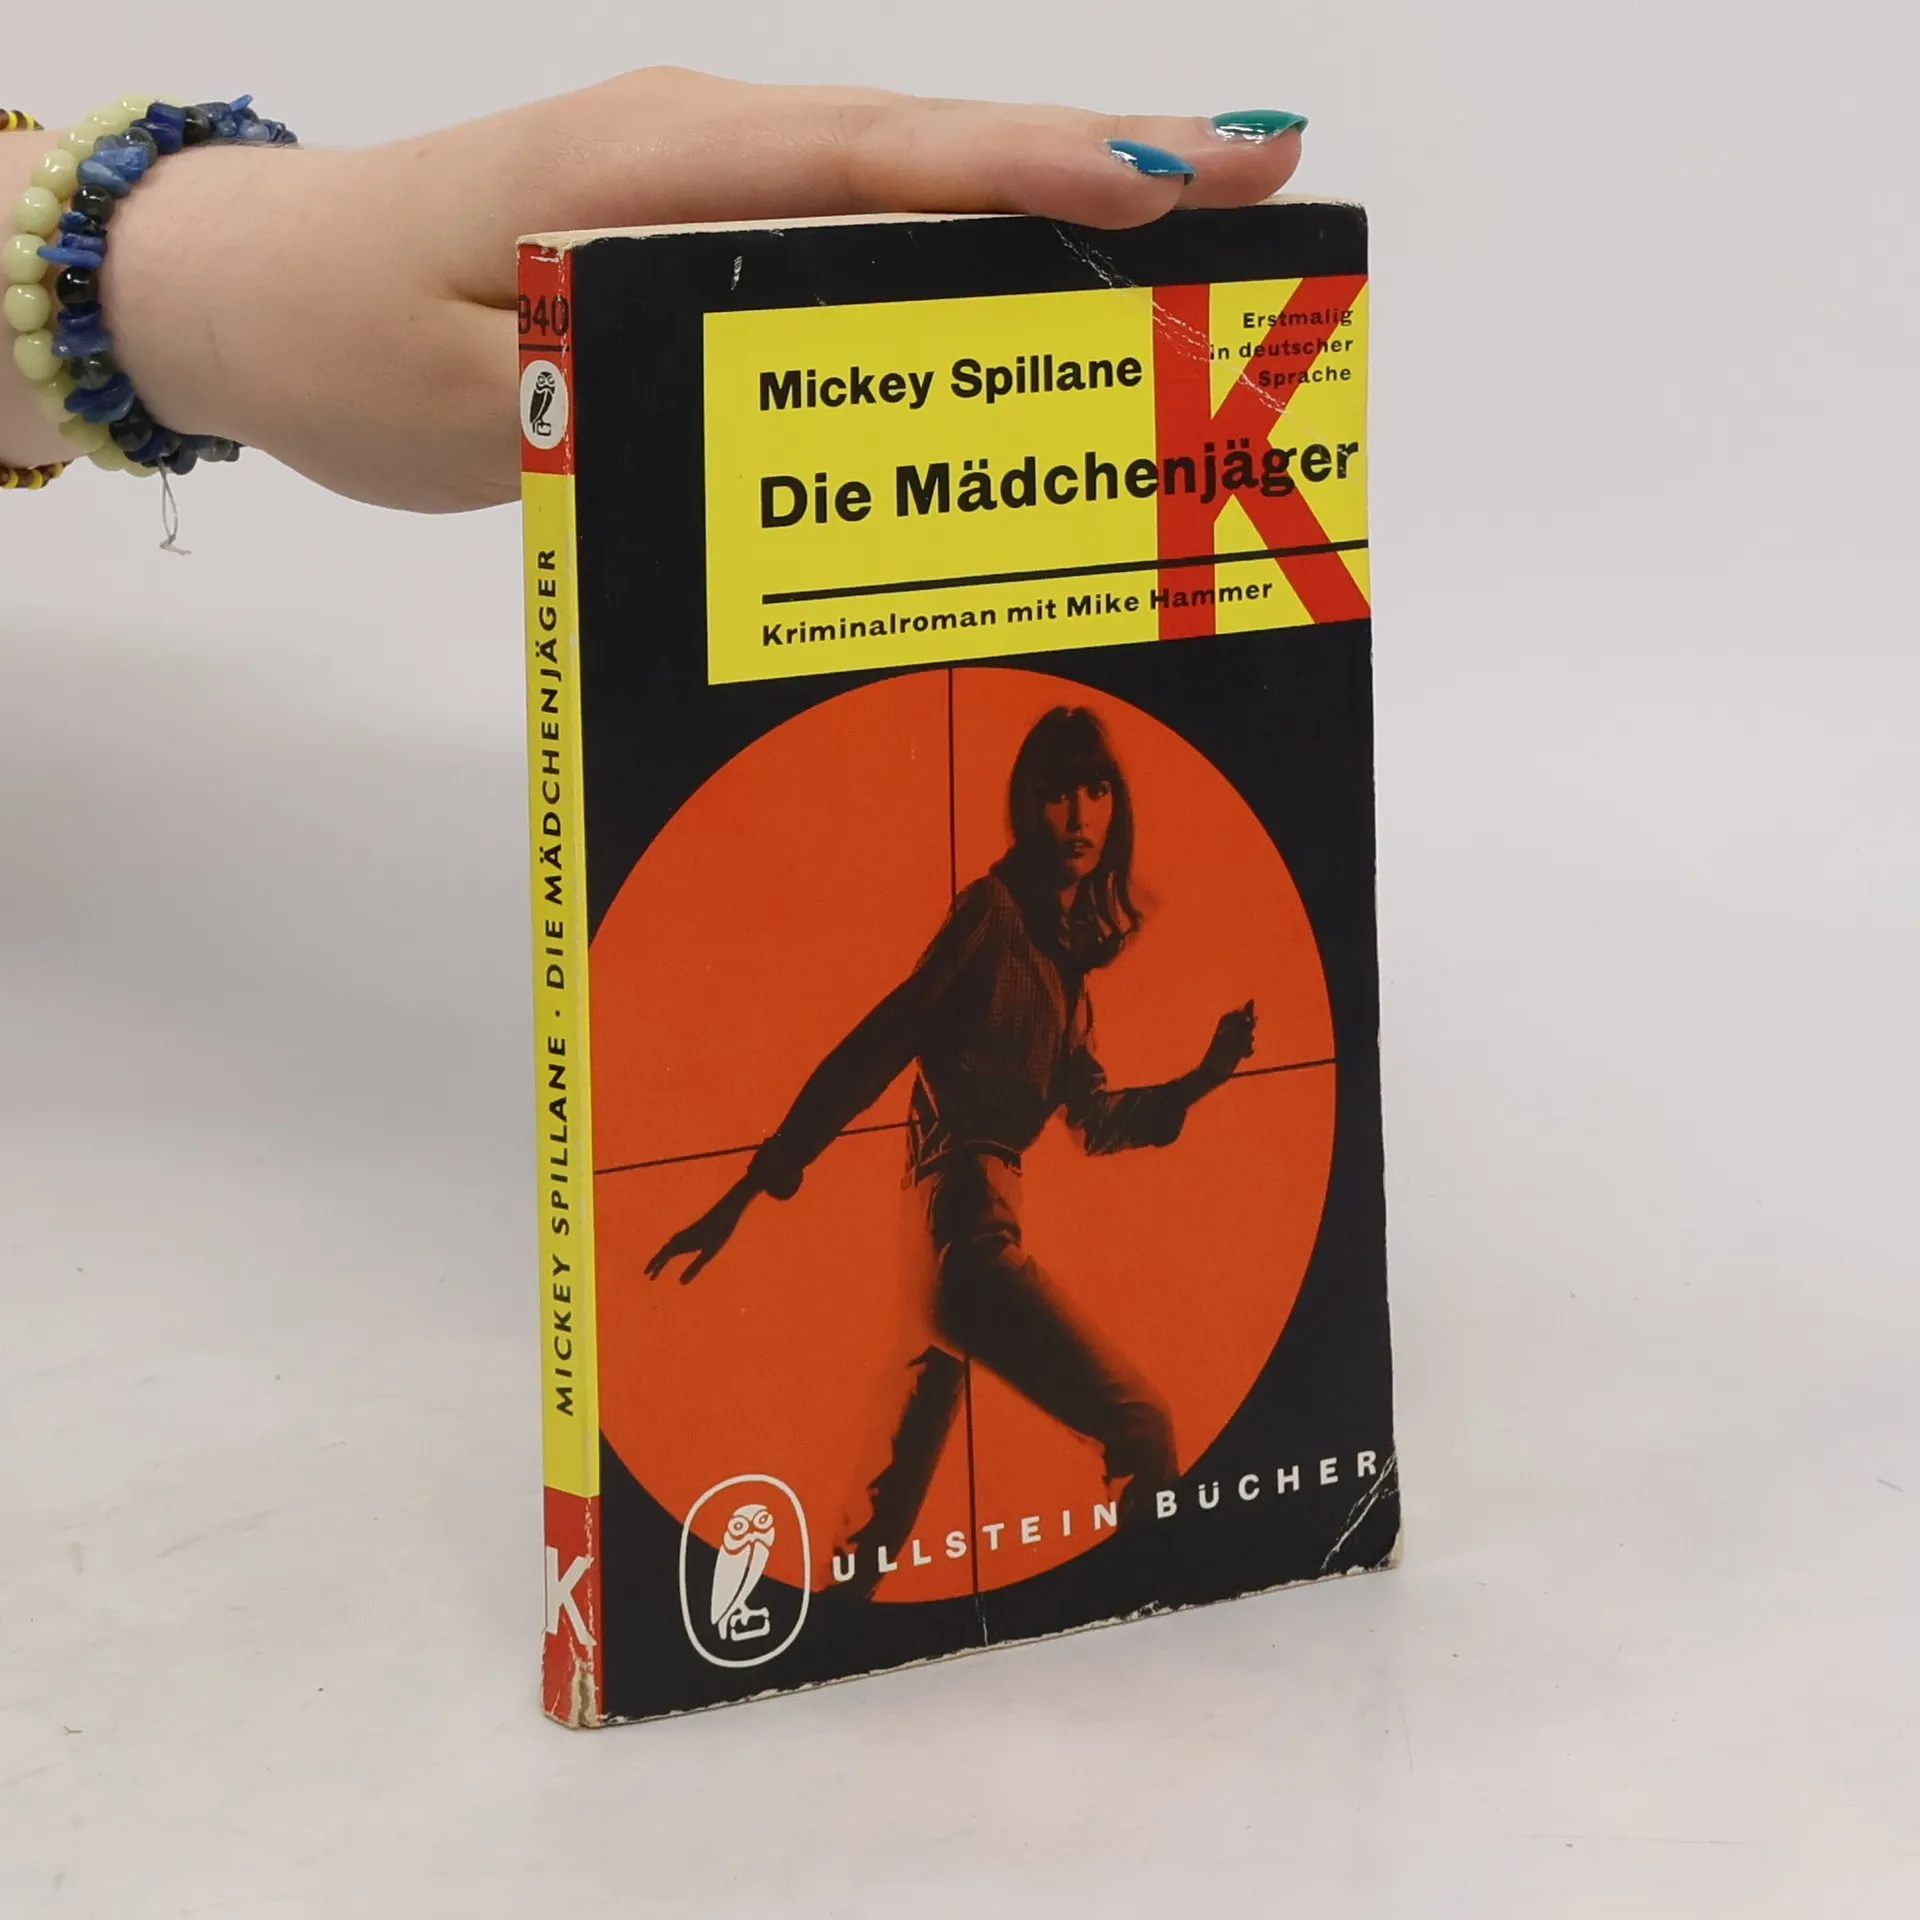 940
MICKEY SPILLANE · DIE MÄDCHENJÄGER
K
K
Erstmalig
in deutscher
Sprache
Mickey Spillane
Die Mädchenjäger
Kriminalroman mit Mike Hammer
ULLSTEIN BÜCHER